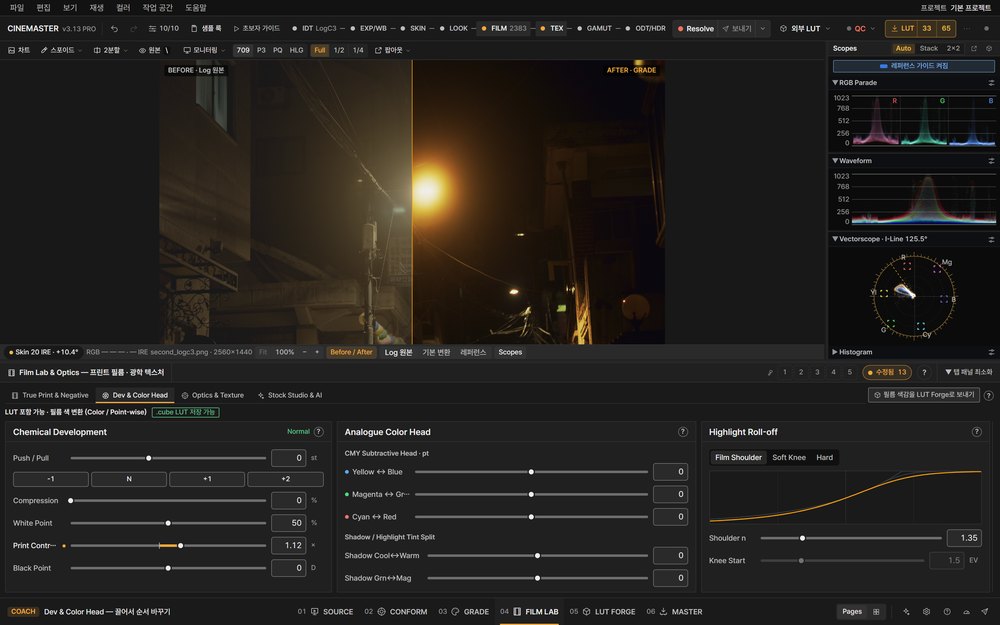 파일 편집 보기 재생 컬러 작업 공간 도움말 프로젝트 기본 프로젝트
CINEMASTER v3.13 PRO 10/10 샘플 룩 초보자 가이드 IDT LogC3 EXP/WB SKIN LOOK FILM 2383 TEX GAMUT ODT/HDR Resolve 보내기 외부 LUT QC LUT 33 65
차트 스포이드 2분할 원본 \ 모니터링 709 P3 PQ HLG Full 1/2 1/4 팝아웃
Scopes Auto Stack 2×2
BEFORE · Log 원본
AFTER · GRADE
레퍼런스 가이드 켜짐
RGB Parade
1023
768
512
256
0
R G B
Waveform
1023
768
512
256
0
Vectorscope · I-Line 125.5°
R Mg B Cy G Yl
Histogram
Skin 20 IRE · +10.4° RGB — — — · — IRE second_logc3.png · 2560×1440 Fit 100% − + Before / After Log 원본 기본 변환 레퍼런스 Scopes
Film Lab & Optics — 프린트 필름 · 광학 텍스처 1 2 3 4 5 수정됨 13 ? 탭 패널 최소화
True Print & Negative Dev & Color Head Optics & Texture Stock Studio & AI 필름 색감을 LUT Forge로 보내기 ?
LUT 포함 가능 · 필름 색 변환 (Color / Point-wise) .cube LUT 저장 가능
Chemical Development Normal ?
Push / Pull 0 st
-1 N +1 +2
Compression 0 %
White Point 50 %
Print Contr··· 1.12 ×
Black Point 0 D
Analogue Color Head ?
CMY Subtractive Head · pt
Yellow ↔ Blue 0
Magenta ↔ Gr··· 0
Cyan ↔ Red 0
Shadow / Highlight Tint Split
Shadow Cool↔Warm 0
Shadow Grn↔Mag 0
Highlight Roll-off ?
Film Shoulder Soft Knee Hard
Shoulder n 1.35
Knee Start 1.5 EV
COACH Dev & Color Head — 끌어서 순서 바꾸기 01 SOURCE 02 CONFORM 03 GRADE 04 FILM LAB 05 LUT FORGE 06 MASTER Pages